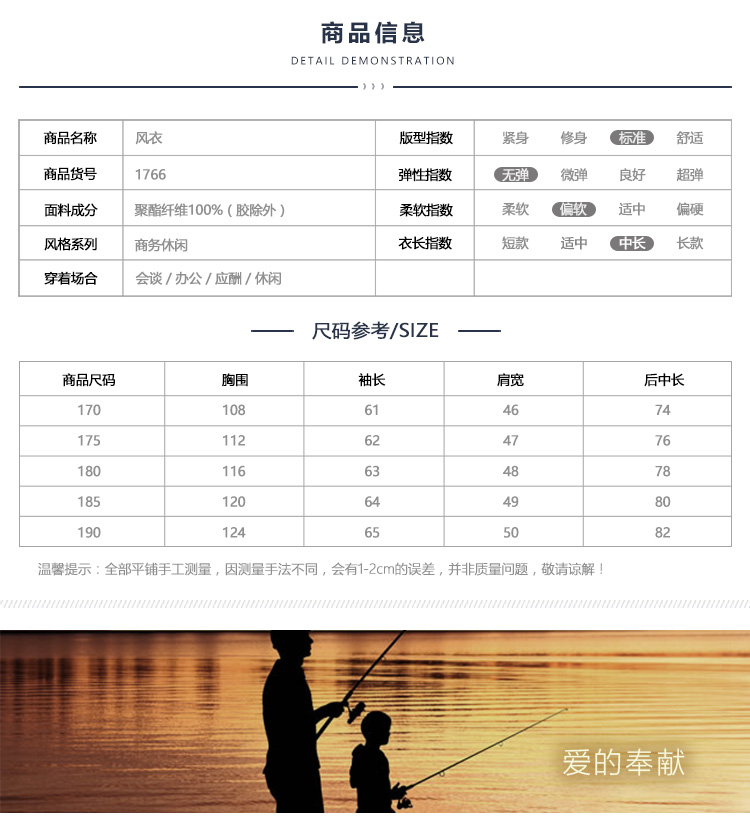 商品信息
DETAIL DEMONSTRATION
商品名称 风衣 版型指数 紧身 修身 标准 舒适
商品货号 1766 弹性指数 无弹 微弹 良好 超弹
面料成分 聚酯纤维100%（胶除外） 柔软指数 柔软 偏软 适中 偏硬
风格系列 商务休闲 衣长指数 短款 适中 中长 长款
穿着场合 会谈 / 办公 / 应酬 / 休闲
尺码参考/SIZE
商品尺码 胸围 袖长 肩宽 后中长
170 108 61 46 74
175 112 62 47 76
180 116 63 48 78
185 120 64 49 80
190 124 65 50 82
温馨提示：全部平铺手工测量，因测量手法不同，会有1-2cm的误差，并非质量问题，敬请谅解！
爱的奉献